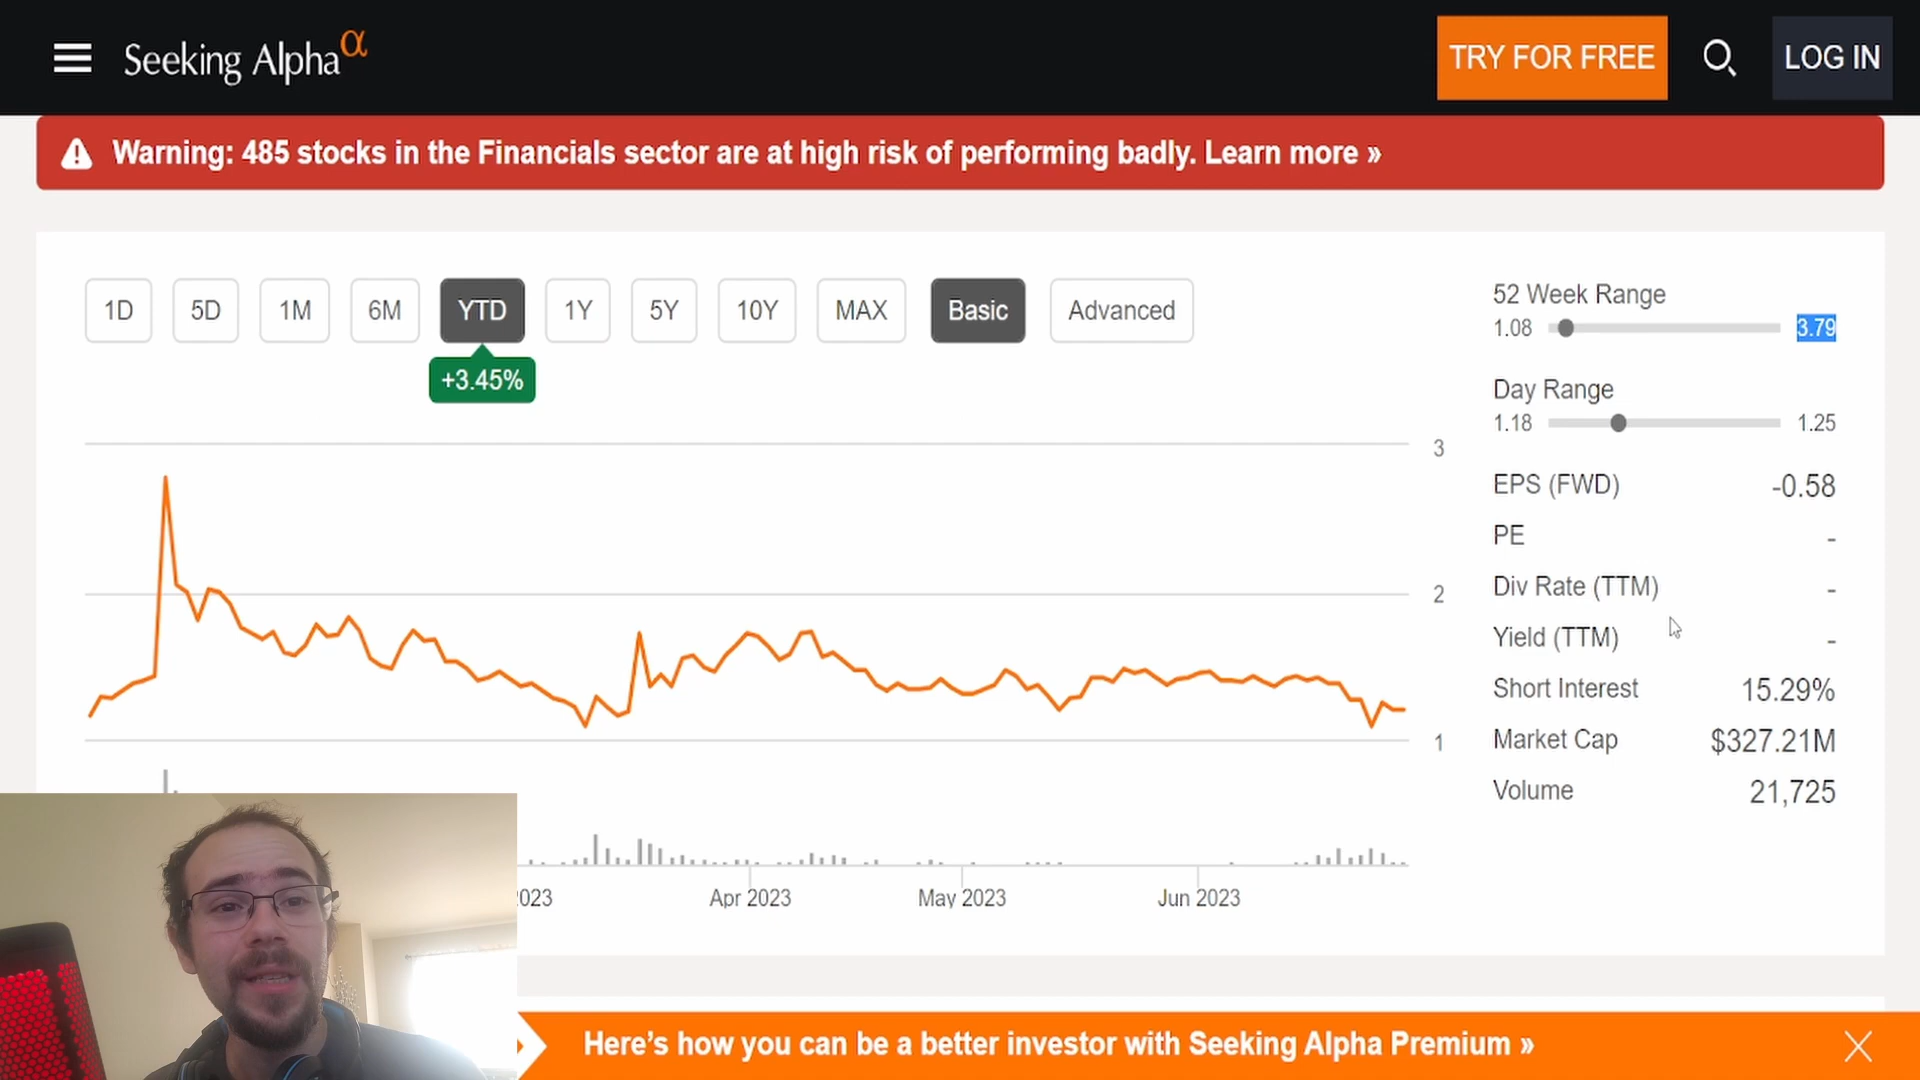 Seeking Alpha α
TRY FOR FREE
LOG IN
Warning: 485 stocks in the Financials sector are at high risk of performing badly. Learn more »
1D 5D 1M 6M YTD 1Y 5Y 10Y MAX Basic Advanced
+3.45%
3
2
1
023 Apr 2023 May 2023 Jun 2023
52 Week Range
1.08 3.79
Day Range
1.18 1.25
EPS (FWD) -0.58
PE -
Div Rate (TTM) -
Yield (TTM) -
Short Interest 15.29%
Market Cap $327.21M
Volume 21,725
Here's how you can be a better investor with Seeking Alpha Premium »